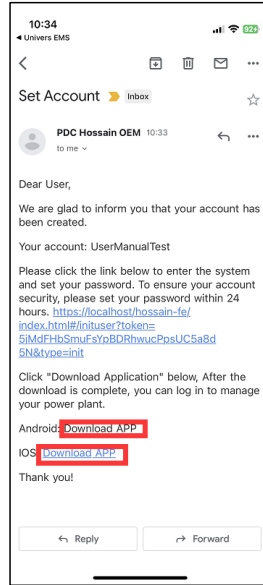 10:34
92+
◄ Univers EMS
Set Account
Inbox
PDC Hossain OEM 10:33
to me
Dear User,
We are glad to inform you that your account has
been created.
Your account: UserManualTest
Please click the link below to enter the system
and set your password. To ensure your account
security, please set your password within 24
hours. https://localhost/hossain-fe/
index.html#/inituser?token=
5jMdFHbSmuFsYpBDRhwucPpsUC5a8d
5N&type=init
Click "Download Application" below, After the
download is complete, you can log in to manage
your power plant.
Android: Download APP
IOS: Download APP
Thank you!
Reply
Forward